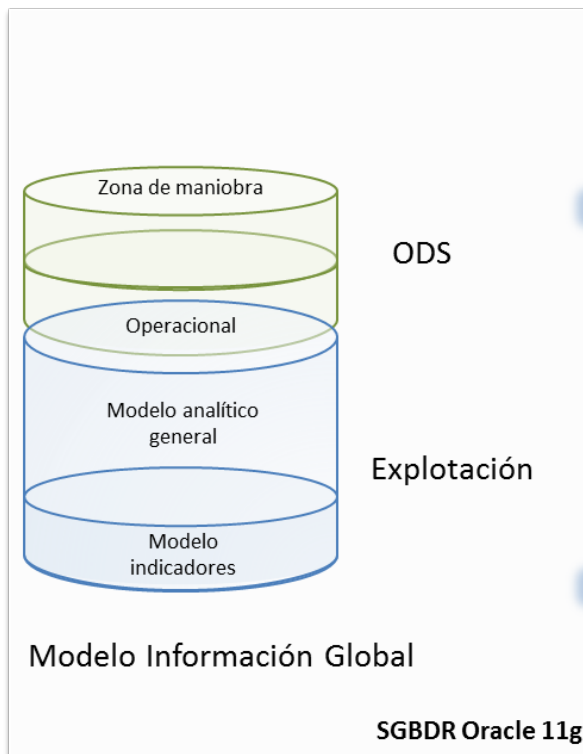 Zona de maniobra
ODS
Operacional
Modelo analítico
general
Explotación
Modelo
indicadores
Modelo Información Global
SGBDR Oracle 11g